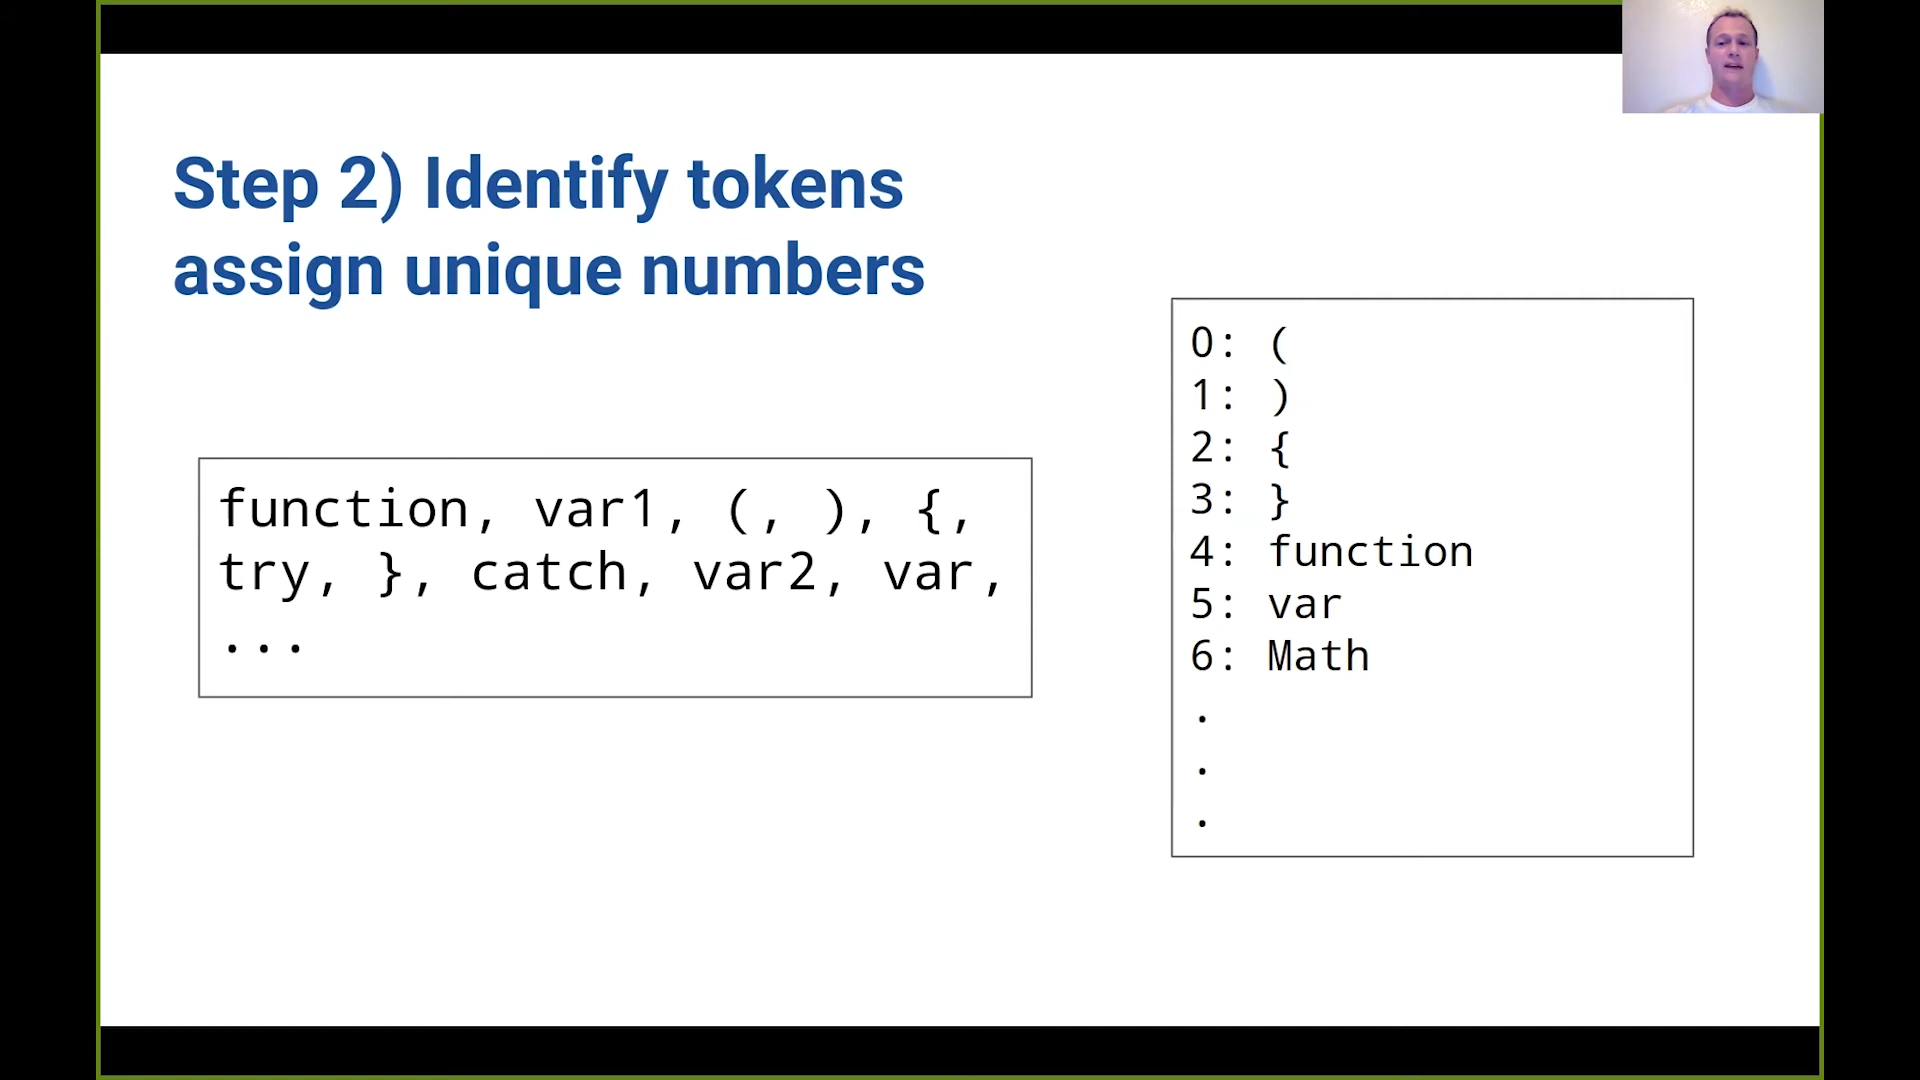 Step 2) Identify tokens
assign unique numbers
function, var1, (, ), {,
try, }, catch, var2, var,
...
0: (
1: )
2: {
3: }
4: function
5: var
6: Math
.
.
.